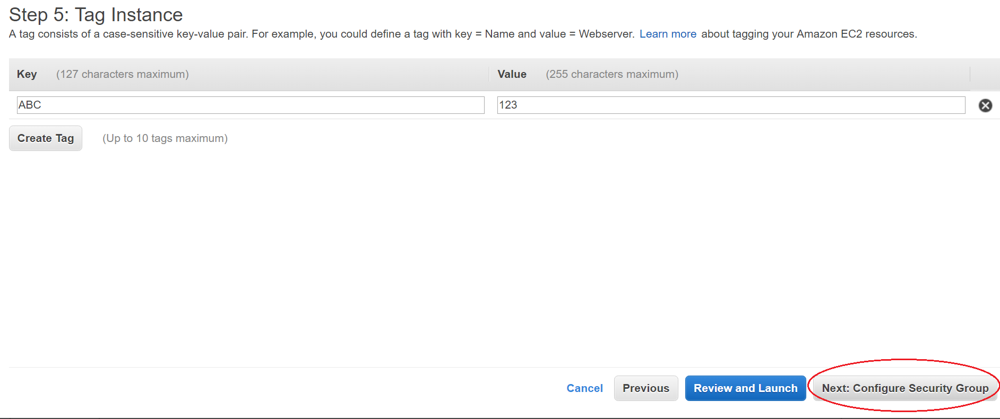 Step 5: Tag Instance
A tag consists of a case-sensitive key-value pair. For example, you could define a tag with key = Name and value = Webserver. Learn more about tagging your Amazon EC2 resources.
Key (127 characters maximum) Value (255 characters maximum)
ABC 123
Create Tag (Up to 10 tags maximum)
Cancel Previous Review and Launch Next: Configure Security Group